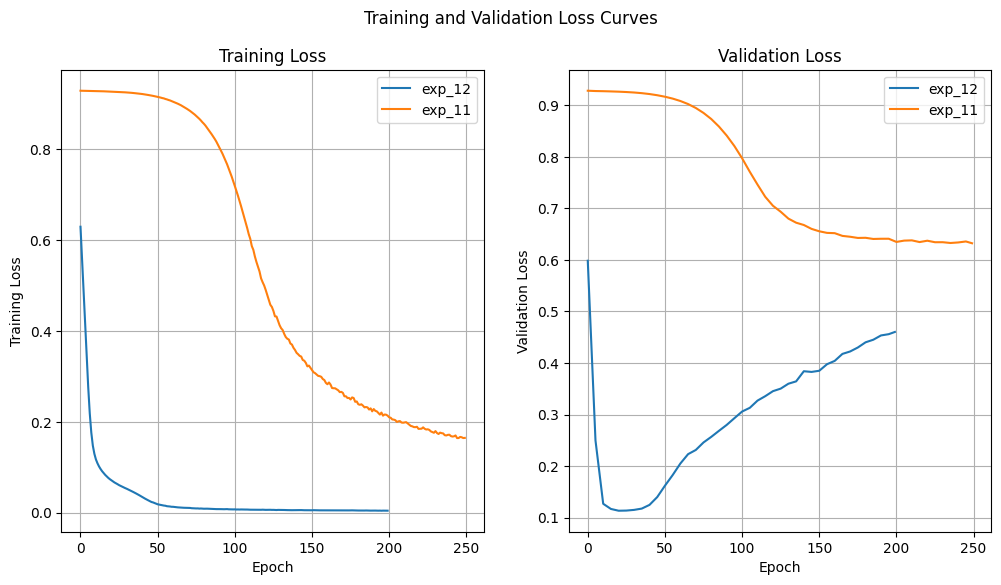 Training and Validation Loss Curves
Training Loss
exp_12
exp_11
Training Loss
0.8
0.6
0.4
0.2
0.0
0 50 100 150 200 250
Epoch
Validation Loss
exp_12
exp_11
Validation Loss
0.9
0.8
0.7
0.6
0.5
0.4
0.3
0.2
0.1
0 50 100 150 200 250
Epoch